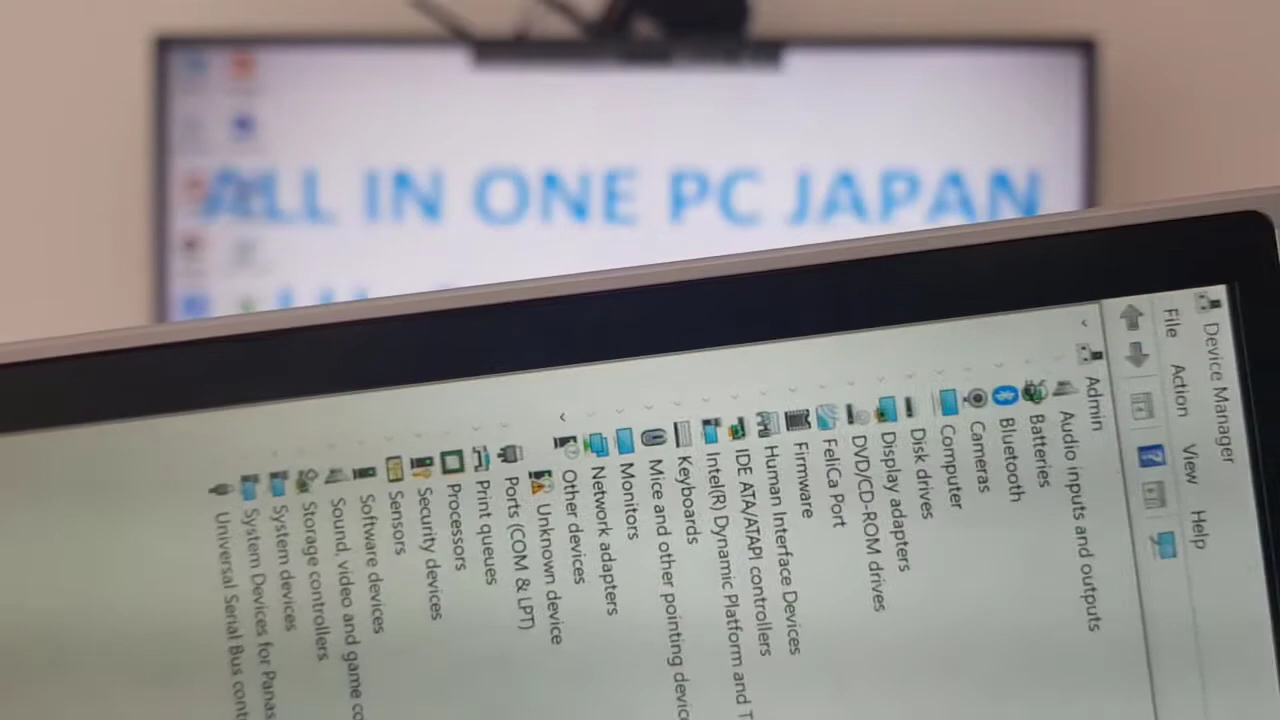 ALL IN ONE PC JAPAN
Device Manager
File Action View Help
Admin
Audio inputs and outputs
Batteries
Bluetooth
Cameras
Computer
Disk drives
Display adapters
DVD/CD-ROM drives
FeliCa Port
Firmware
Human Interface Devices
IDE ATA/ATAPI controllers
Intel(R) Dynamic Platform and T
Keyboards
Mice and other pointing devic
Monitors
Network adapters
Other devices
Unknown device
Ports (COM & LPT)
Print queues
Processors
Security devices
Sensors
Software devices
Sound, video and game co
Storage controllers
System devices
System Devices for Panas
Universal Serial Bus cont